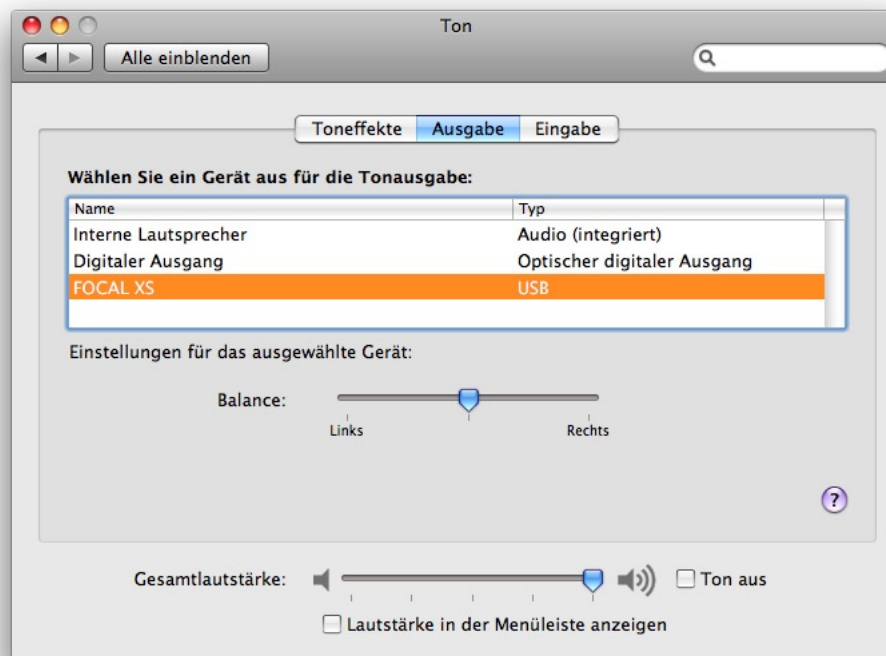 Ton
Alle einblenden
Toneffekte Ausgabe Eingabe
Wählen Sie ein Gerät aus für die Tonausgabe:
Name Typ
Interne Lautsprecher Audio (integriert)
Digitaler Ausgang Optischer digitaler Ausgang
FOCAL XS USB
Einstellungen für das ausgewählte Gerät:
Balance:
Links Rechts
?
Gesamtlautstärke: Ton aus
Lautstärke in der Menüleiste anzeigen